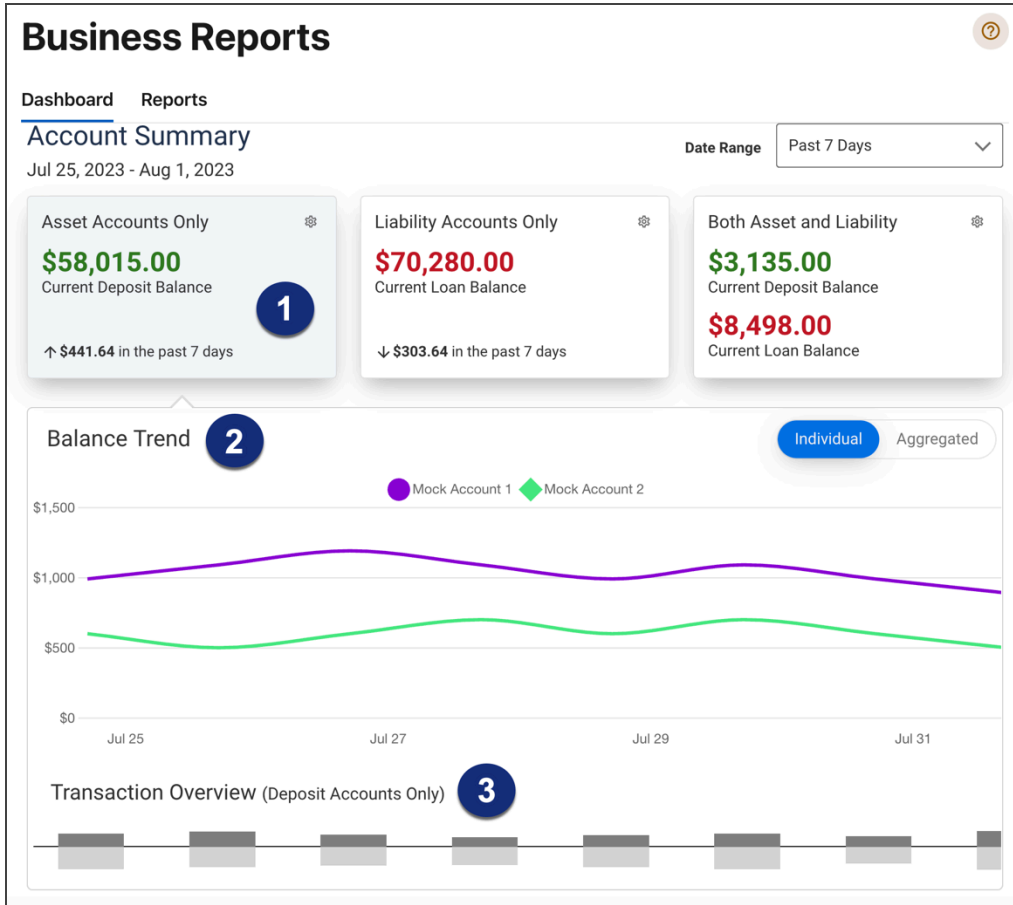 Business Reports
Dashboard Reports
Account Summary
Jul 25, 2023 - Aug 1, 2023
Date Range Past 7 Days
Asset Accounts Only
$58,015.00
Current Deposit Balance
1
↑ $441.64 in the past 7 days
Liability Accounts Only
$70,280.00
Current Loan Balance
↓ $303.64 in the past 7 days
Both Asset and Liability
$3,135.00
Current Deposit Balance
$8,498.00
Current Loan Balance
Balance Trend 2
Individual Aggregated
Mock Account 1 Mock Account 2
$1,500
$1,000
$500
$0
Jul 25 Jul 27 Jul 29 Jul 31
Transaction Overview (Deposit Accounts Only) 3